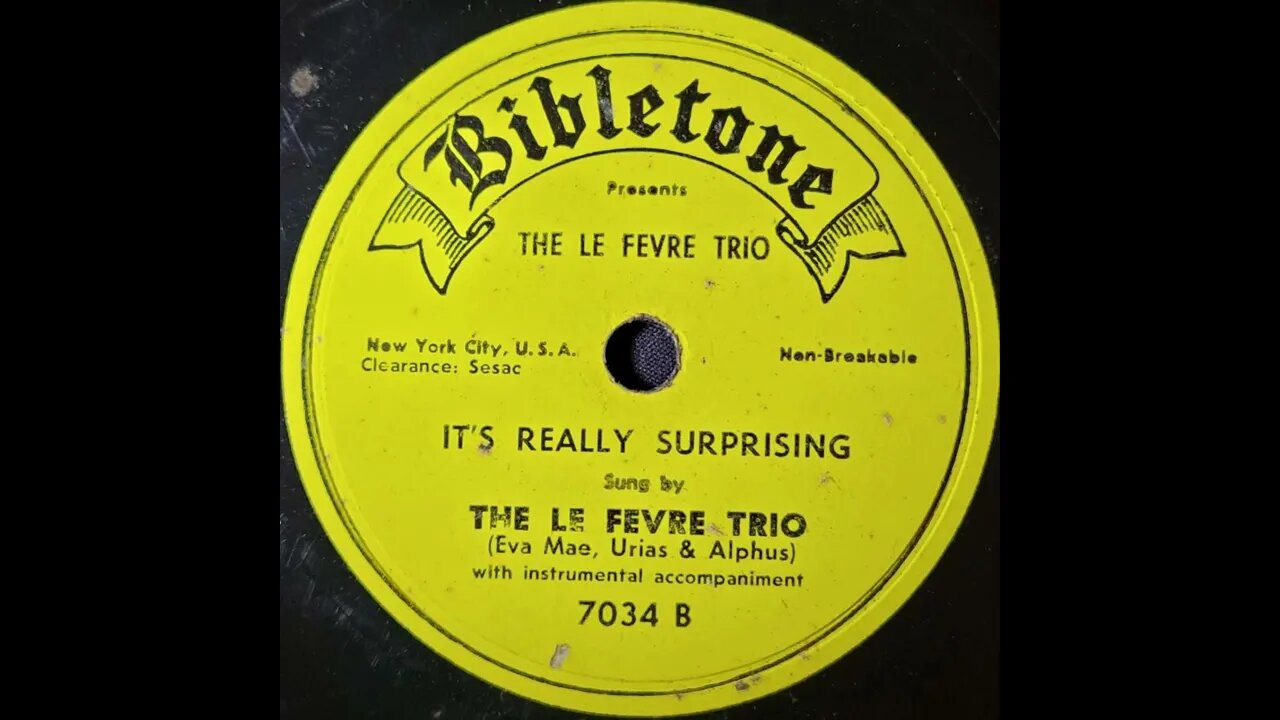 Bibletone
Presents
THE LE FEVRE TRIO
New York City, U.S.A.
Clearance: Sesac
Non-Breakable
IT'S REALLY SURPRISING
Sung by
THE LE FEVRE TRIO
(Eva Mae, Urias & Alphus)
with instrumental accompaniment
7034 B